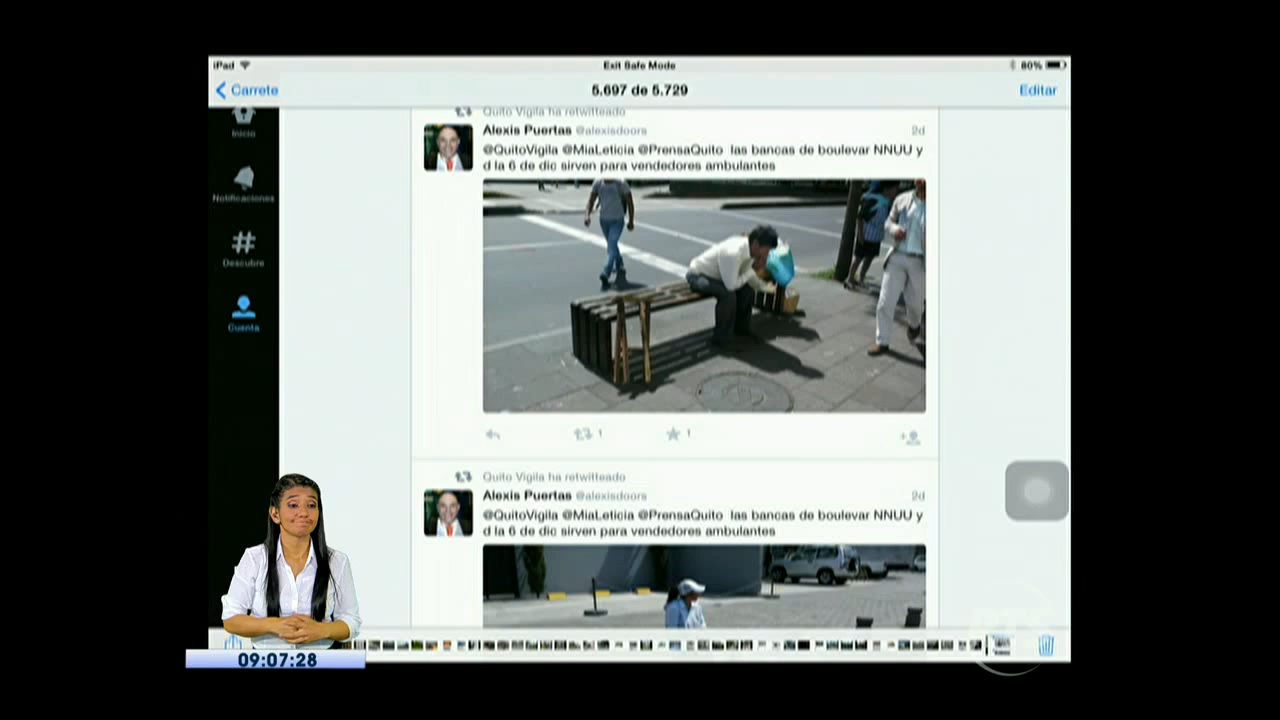 iPad
Exit Safe Mode
80%
Carrete
5.697 de 5.729
Editar
Inicio
Notificaciones
Descubre
Cuenta
Quito Vigila ha retwitteado
Alexis Puertas @alexisdoors 2d
@QuitoVigila @MiaLeticia @PrensaQuito las bancas de boulevar NNUU y
d la 6 de dic sirven para vendedores ambulantes
1 1
Quito Vigila ha retwitteado
Alexis Puertas @alexisdoors 2d
@QuitoVigila @MiaLeticia @PrensaQuito las bancas de boulevar NNUU y
d la 6 de dic sirven para vendedores ambulantes
09:07:28